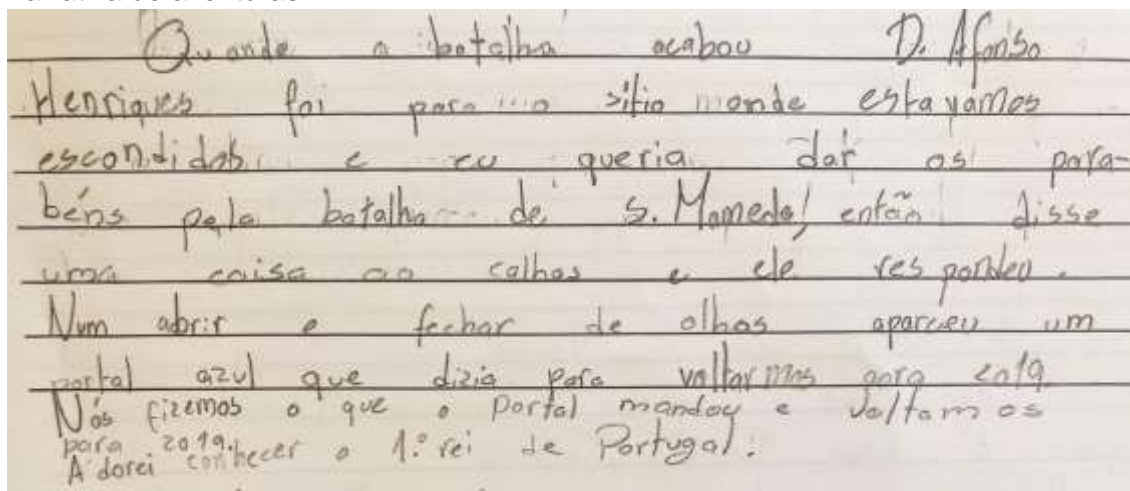 Quande a batalha acabou D. Afonso
Henriques foi para o sítio onde estavamos
escondidos e eu queria dar os para-
béns pela batalha de S. Mamede, então disse
uma coisa ao calhas e ele respondeu.
Num abrir e fechar de olhos apareceu um
portal azul que dizia para voltarmos para 2019.
Nós fizemos o que o portal mandou e voltamos
para 2019.
Adorei conhecer o 1.º rei de Portugal.